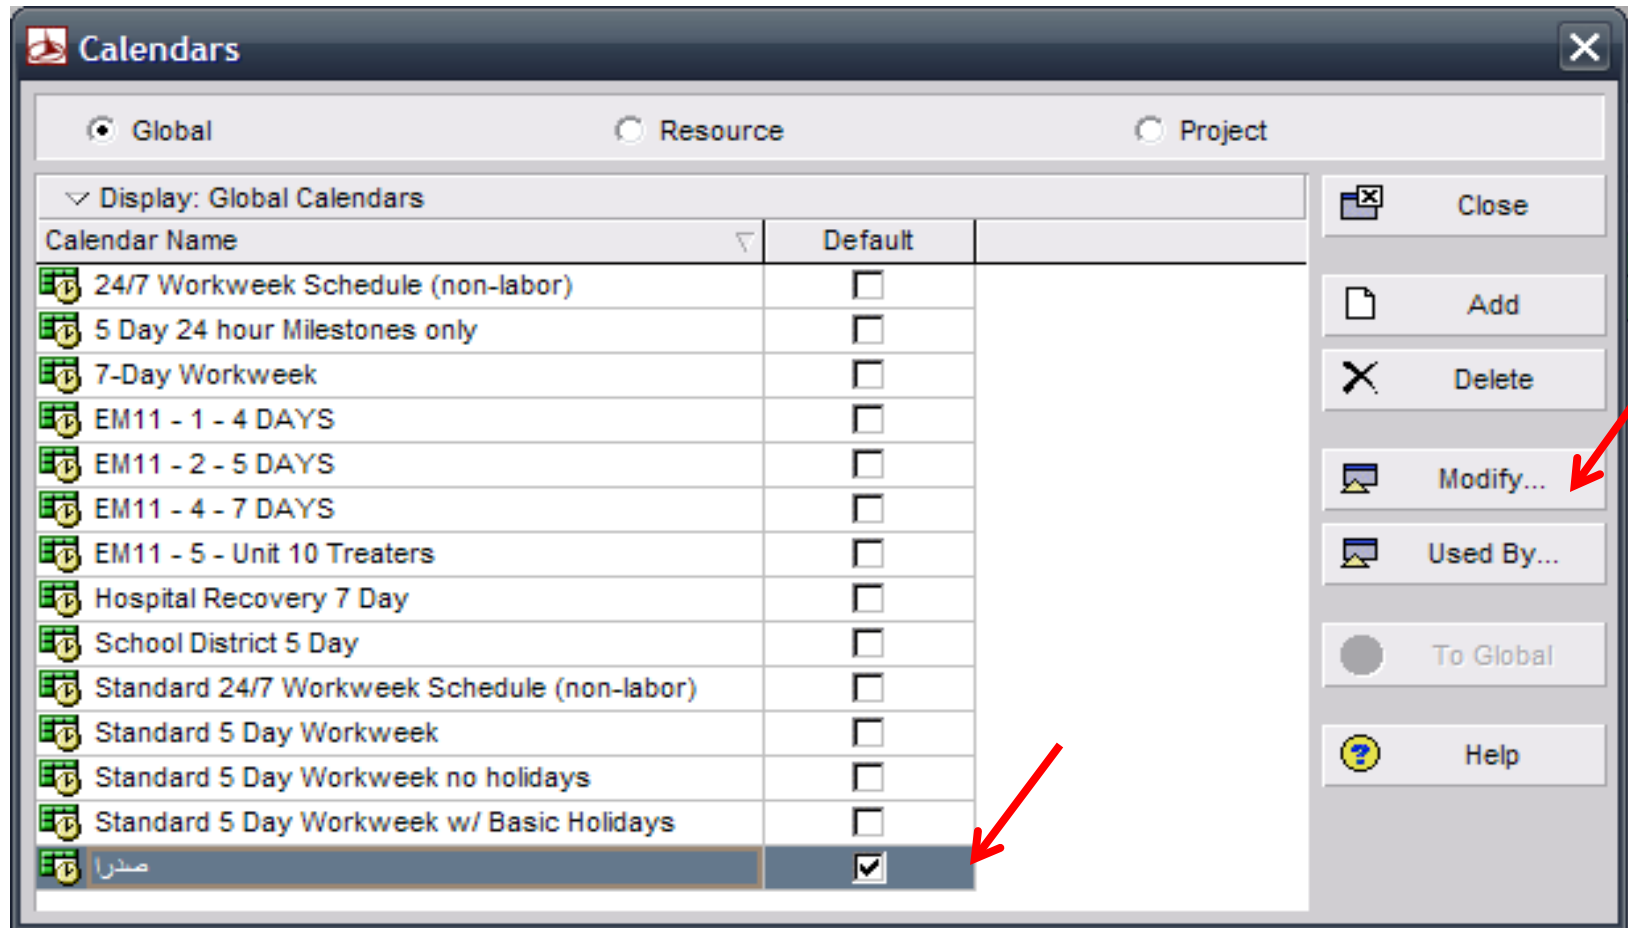 Calendars
Global Resource Project
Display: Global Calendars
Calendar Name Default
24/7 Workweek Schedule (non-labor)
5 Day 24 hour Milestones only
7-Day Workweek
EM11 - 1 - 4 DAYS
EM11 - 2 - 5 DAYS
EM11 - 4 - 7 DAYS
EM11 - 5 - Unit 10 Treaters
Hospital Recovery 7 Day
School District 5 Day
Standard 24/7 Workweek Schedule (non-labor)
Standard 5 Day Workweek
Standard 5 Day Workweek no holidays
Standard 5 Day Workweek w/ Basic Holidays
صدرا
Close
Add
Delete
Modify...
Used By...
To Global
Help